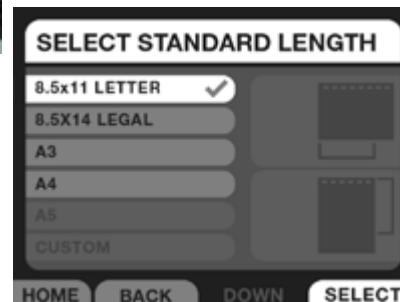 SELECT STANDARD LENGTH
8.5x11 LETTER
8.5X14 LEGAL
A3
A4
A5
CUSTOM
HOME BACK DOWN SELECT